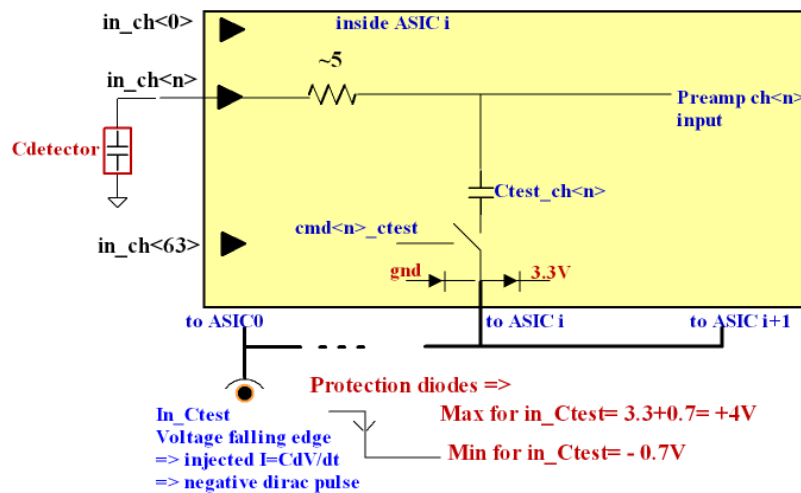 in_ch<0>
inside ASIC i
~5
in_ch<n>
Preamp ch<n>
input
Cdetector
Ctest_ch<n>
cmd<n>_ctest
in_ch<63>
gnd
3.3V
to ASIC0
to ASIC i
to ASIC i+1
Protection diodes =>
In_Ctest
Voltage falling edge
=> injected I=CdV/dt
=> negative dirac pulse
Max for in_Ctest= 3.3+0.7= +4V
Min for in_Ctest= - 0.7V